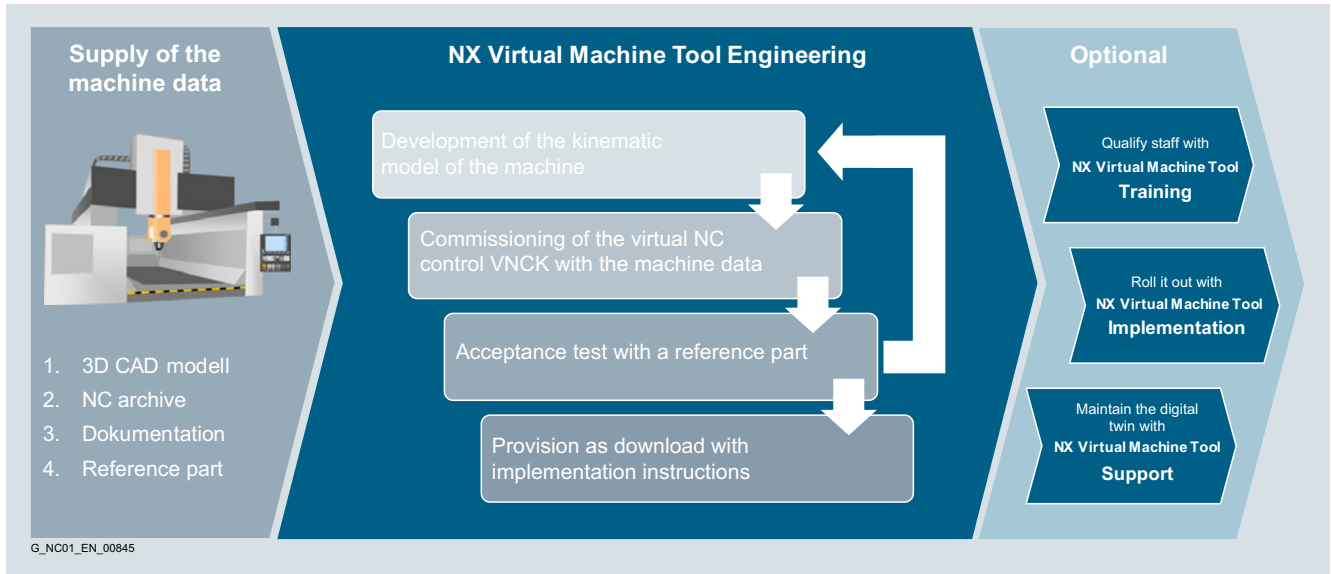 Supply of the
machine data
1. 3D CAD modell
2. NC archive
3. Dokumentation
4. Reference part
NX Virtual Machine Tool Engineering
Development of the kinematic
model of the machine
Commissioning of the virtual NC
control VNCK with the machine data
Acceptance test with a reference part
Provision as download with
implementation instructions
Optional
Qualify staff with
NX Virtual Machine Tool
Training
Roll it out with
NX Virtual Machine Tool
Implementation
Maintain the digital
twin with
NX Virtual Machine Tool
Support
G_NC01_EN_00845